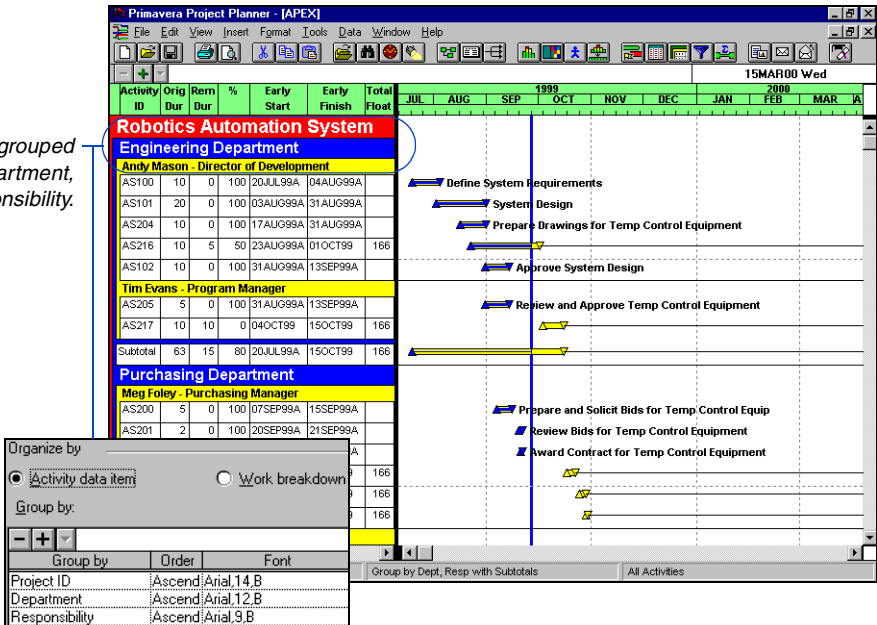 Primavera Project Planner - [APEX]
File Edit View Insert Format Tools Data Window Help
15MAR00 Wed
Activity ID Orig Dur Rem Dur % Early Start Early Finish Total Float
1999 2000
JUL AUG SEP OCT NOV DEC JAN FEB MAR A
Robotics Automation System
grouped
Engineering Department
artment,
Andy Mason - Director of Development
AS100 10 0 100 20JUL99A 04AUG99A Define System Requirements
nsibility.
AS101 20 0 100 03AUG99A 31AUG99A System Design
AS204 10 0 100 17AUG99A 31AUG99A Prepare Drawings for Temp Control Equipment
AS216 10 5 50 23AUG99A 01OCT99 166
AS102 10 0 100 31AUG99A 13SEP99A Approve System Design
Tim Evans - Program Manager
AS205 5 0 100 31AUG99A 13SEP99A Review and Approve Temp Control Equipment
AS217 10 10 0 04OCT99 15OCT99 166
Subtotal 63 15 80 20JUL99A 15OCT99 166
Purchasing Department
Meg Foley - Purchasing Manager
AS200 5 0 100 07SEP99A 15SEP99A Prepare and Solicit Bids for Temp Control Equip
AS201 2 0 100 20SEP99A 21SEP99A Review Bids for Temp Control Equipment
A Award Contract for Temp Control Equipment
9 166
9 166
9 166
Group by Dept, Resp with Subtotals All Activities
Organize by
Activity data item Work breakdown
Group by:
Group by Order Font
Project ID Ascend Arial,14,B
Department Ascend Arial,12,B
Responsibility Ascend Arial,9,B